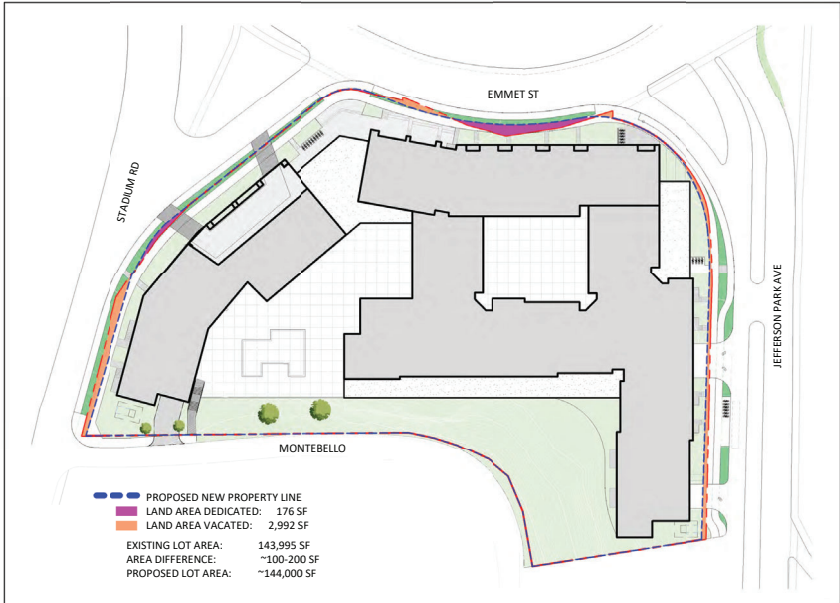 EMMET ST
STADIUM RD
JEFFERSON PARK AVE
MONTEBELLO
PROPOSED NEW PROPERTY LINE
LAND AREA DEDICATED: 176 SF
LAND AREA VACATED: 2,992 SF
EXISTING LOT AREA: 143,995 SF
AREA DIFFERENCE: ~100-200 SF
PROPOSED LOT AREA: ~144,000 SF